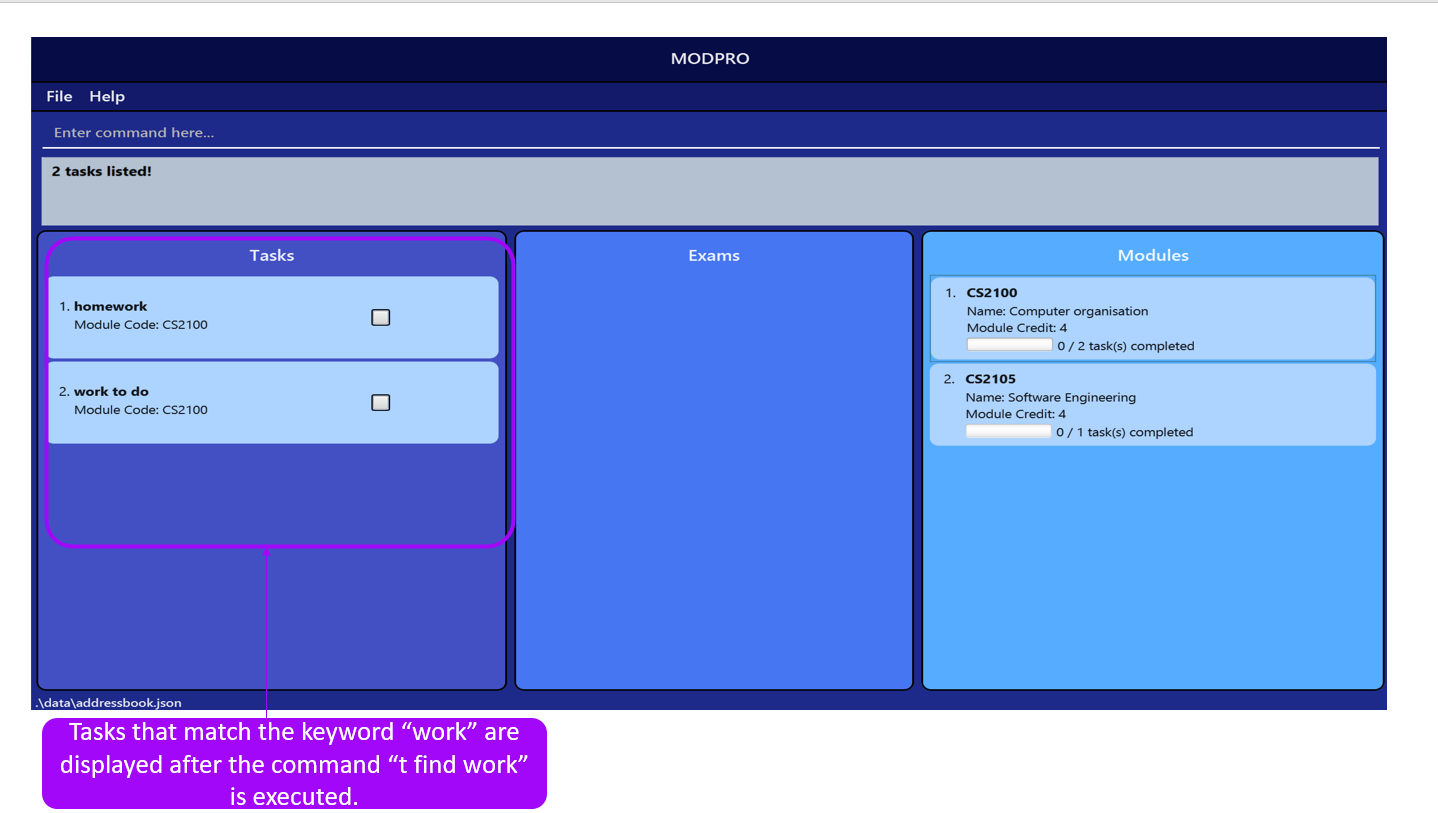 MODPRO
File Help
Enter command here...
2 tasks listed!
Tasks
1. homework
Module Code: CS2100
2. work to do
Module Code: CS2100
Exams
Modules
1. CS2100
Name: Computer organisation
Module Credit: 4
0 / 2 task(s) completed
2. CS2105
Name: Software Engineering
Module Credit: 4
0 / 1 task(s) completed
.\data\addressbook.json
Tasks that match the keyword “work” are
displayed after the command “t find work”
is executed.